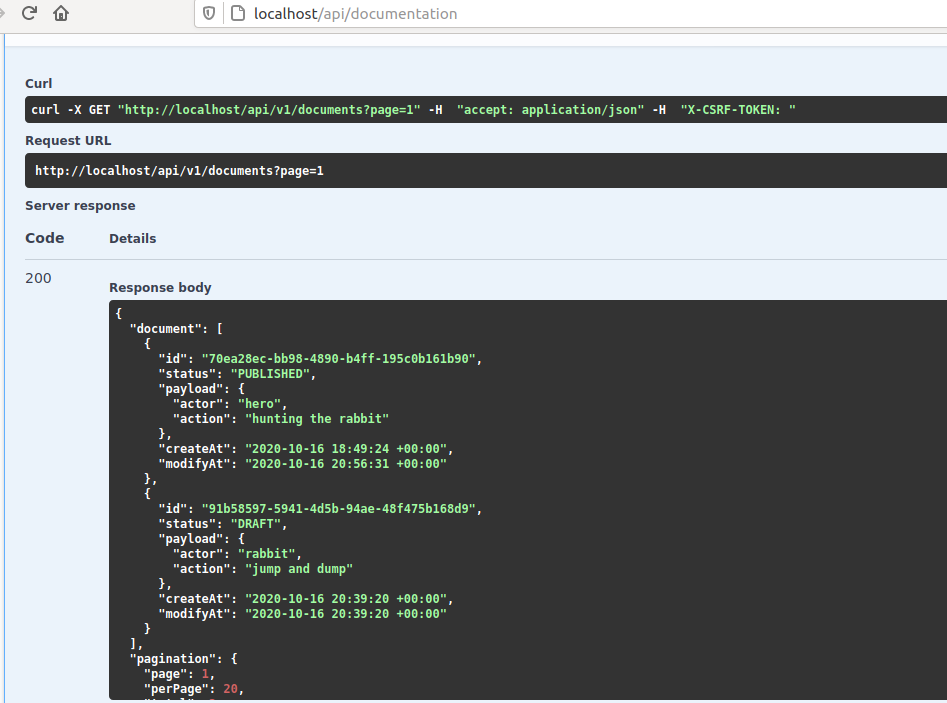 localhost/api/documentation
Curl
curl -X GET "http://localhost/api/v1/documents?page=1" -H  "accept: application/json" -H  "X-CSRF-TOKEN: "
Request URL
http://localhost/api/v1/documents?page=1
Server response
Code Details
200
Response body
{
  "document": [
    {
      "id": "70ea28ec-bb98-4890-b4ff-195c0b161b90",
      "status": "PUBLISHED",
      "payload": {
        "actor": "hero",
        "action": "hunting the rabbit"
      },
      "createAt": "2020-10-16 18:49:24 +00:00",
      "modifyAt": "2020-10-16 20:56:31 +00:00"
    },
    {
      "id": "91b58597-5941-4d5b-94ae-48f475b168d9",
      "status": "DRAFT",
      "payload": {
        "actor": "rabbit",
        "action": "jump and dump"
      },
      "createAt": "2020-10-16 20:39:20 +00:00",
      "modifyAt": "2020-10-16 20:39:20 +00:00"
    }
  ],
  "pagination": {
    "page": 1,
    "perPage": 20,